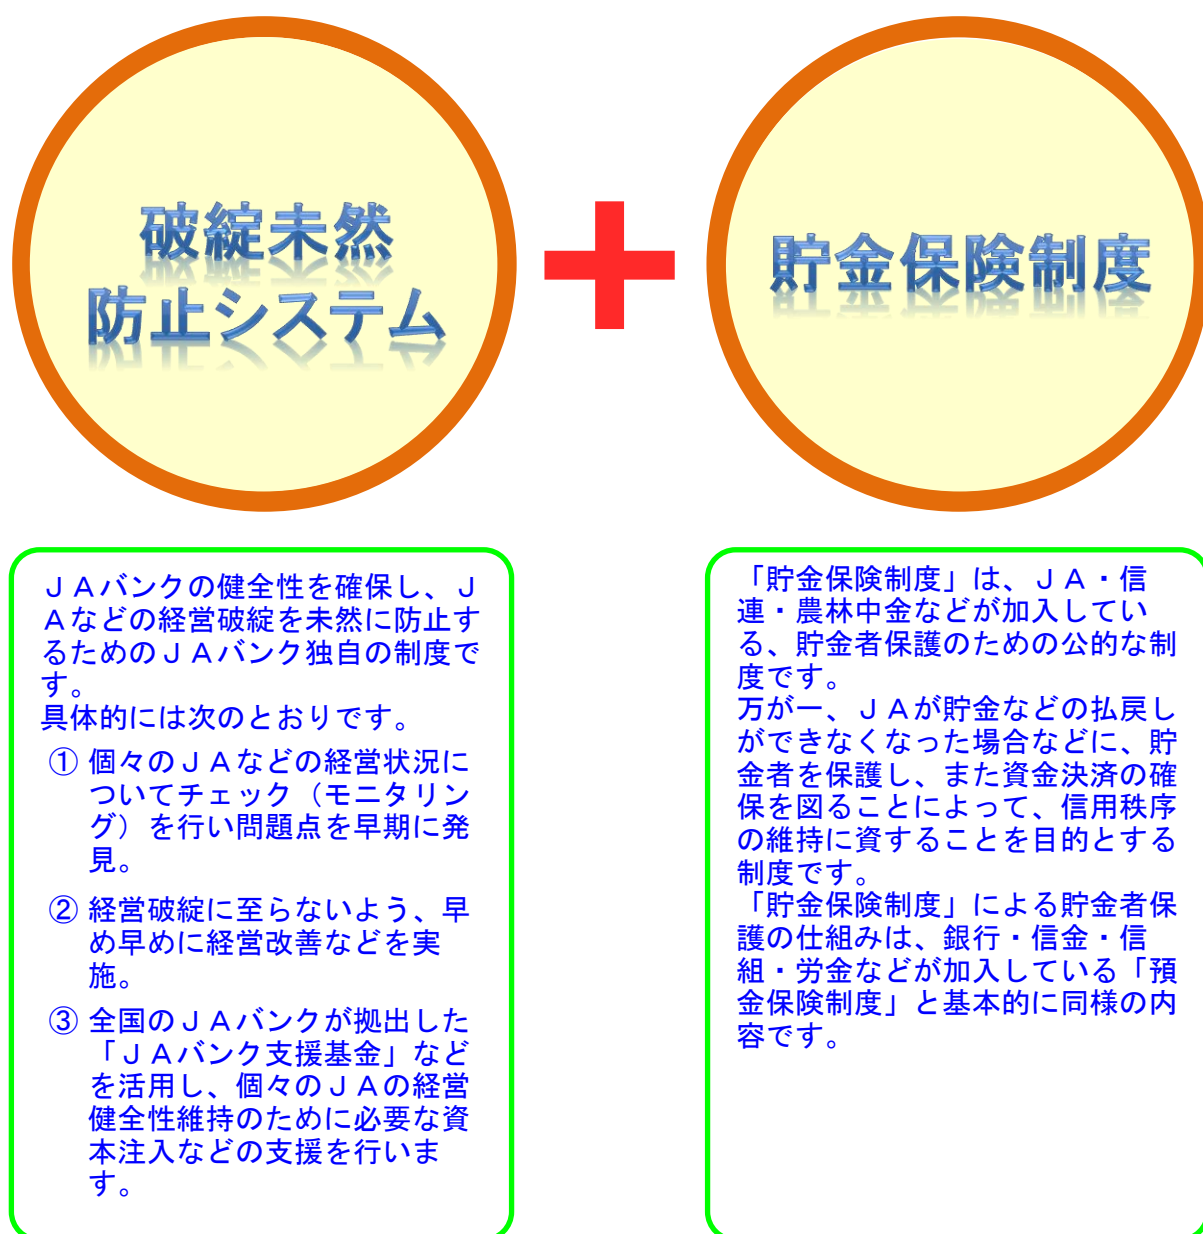 破綻未然
防止システム
貯金保険制度
ＪＡバンクの健全性を確保し、Ｊ
Ａなどの経営破綻を未然に防止す
るためのＪＡバンク独自の制度で
す。
具体的には次のとおりです。
① 個々のＪＡなどの経営状況に
ついてチェック（モニタリン
グ）を行い問題点を早期に発
見。
② 経営破綻に至らないよう、早
め早めに経営改善などを実
施。
③ 全国のＪＡバンクが拠出した
「ＪＡバンク支援基金」など
を活用し、個々のＪＡの経営
健全性維持のために必要な資
本注入などの支援を行いま
す。
「貯金保険制度」は、ＪＡ・信
連・農林中金などが加入してい
る、貯金者保護のための公的な制
度です。
万が一、ＪＡが貯金などの払戻し
ができなくなった場合などに、貯
金者を保護し、また資金決済の確
保を図ることによって、信用秩序
の維持に資することを目的とする
制度です。
「貯金保険制度」による貯金者保
護の仕組みは、銀行・信金・信
組・労金などが加入している「預
金保険制度」と基本的に同様の内
容です。